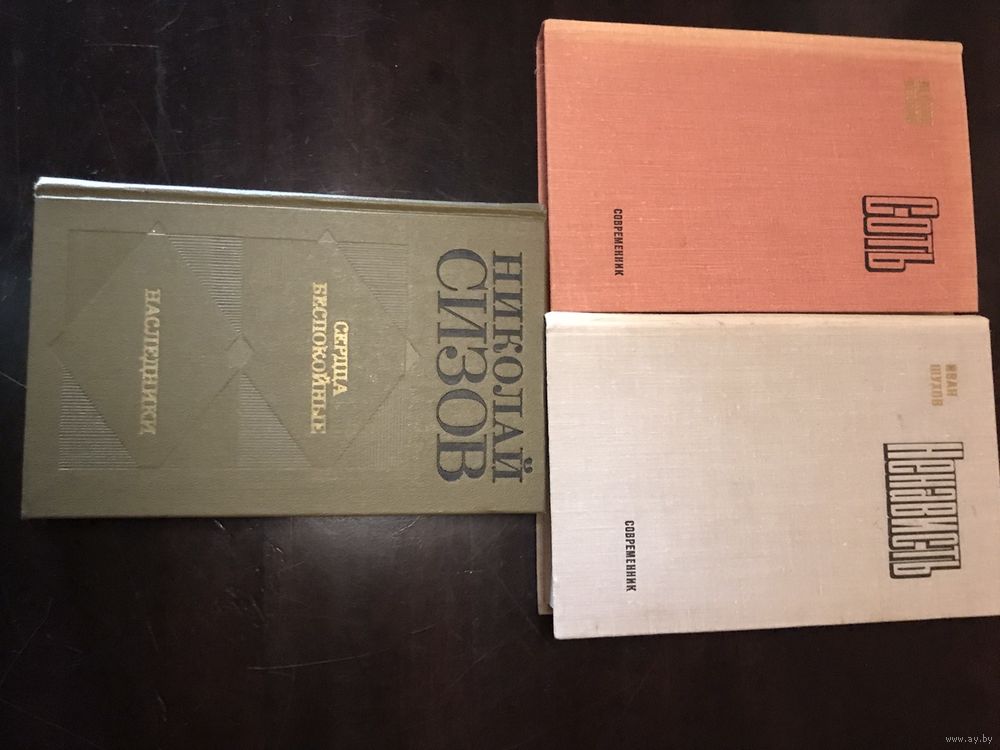 НИКОЛАЙ
СИЗОВ
СЕРДЦА
БЕСПОКОЙНЫЕ
НАСЛЕДНИКИ
СОТЬ
СОВРЕМЕННИК
ИВАН
ШУХОВ
НЕНАВИСТЬ
СОВРЕМЕННИК
www.ay.by